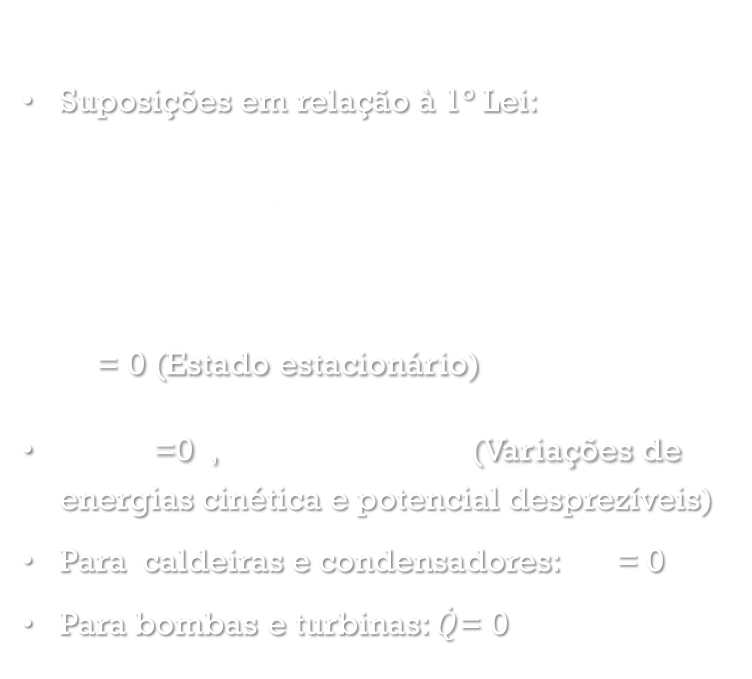 • Suposições em relação à 1º Lei:
= 0 (Estado estacionário)
• =0 , (Variações de
energias cinética e potencial desprezíveis)
• Para caldeiras e condensadores: = 0
• Para bombas e turbinas: Q̇ = 0